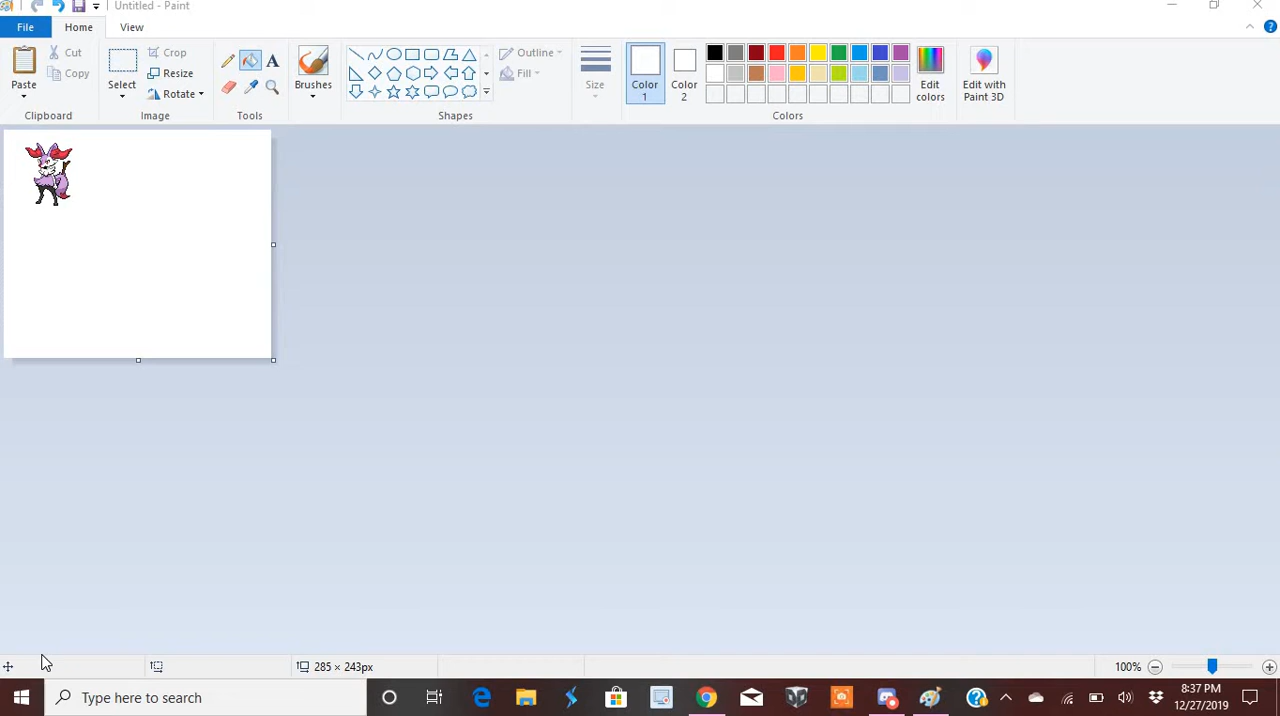 Untitled - Paint
File Home View
Paste
Cut
Copy
Clipboard
Select
Crop
Resize
Rotate
Image
A
Tools
Brushes
Outline
Fill
Shapes
Size
Color 1
Color 2
Edit colors
Colors
Edit with Paint 3D
285 × 243px
100%
Type here to search
8:37 PM
12/27/2019